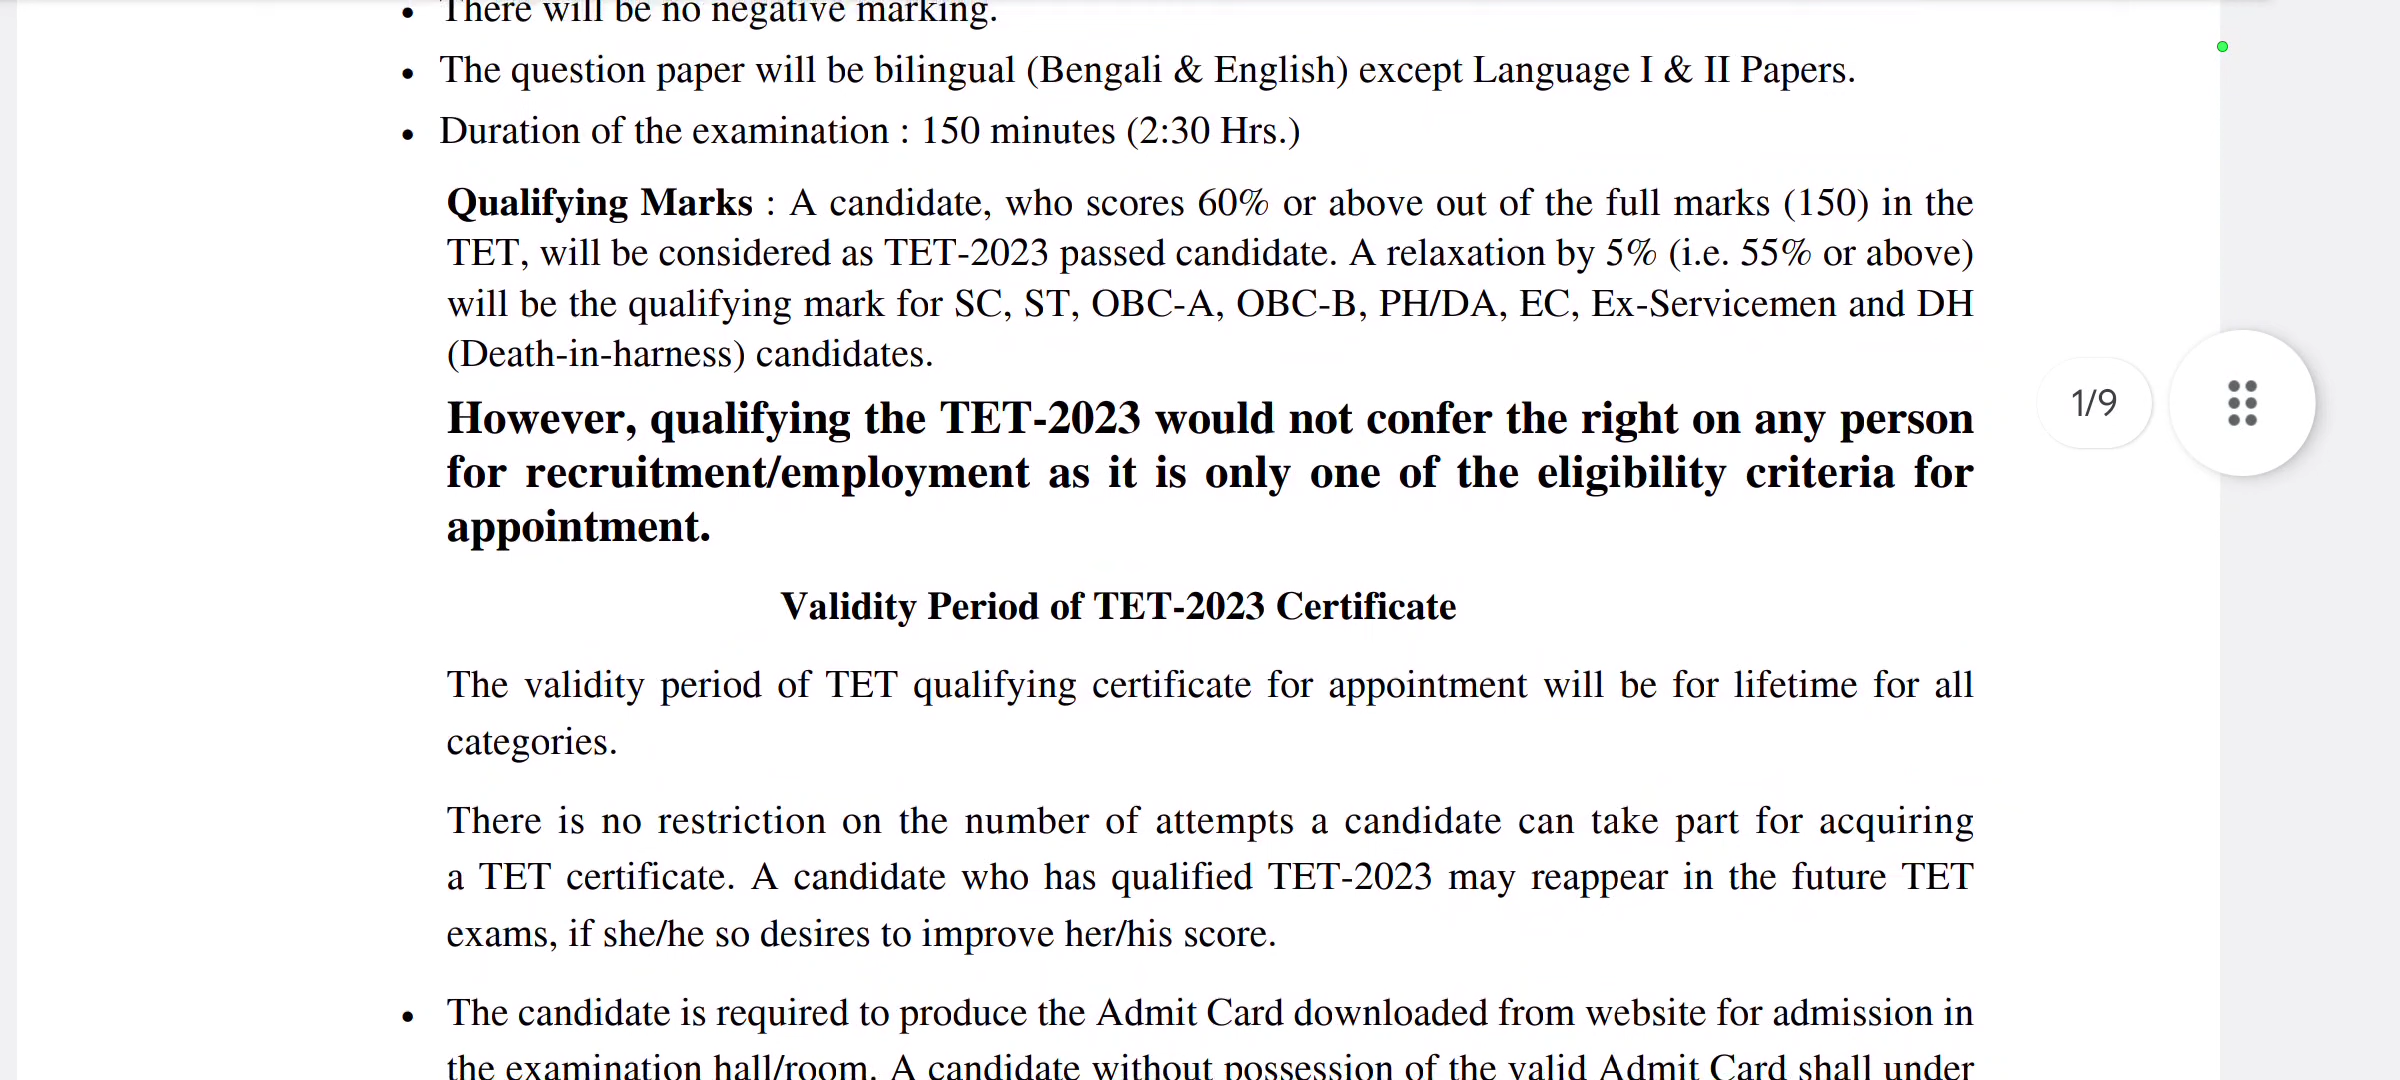 • There will be no negative marking.
• The question paper will be bilingual (Bengali & English) except Language I & II Papers.
• Duration of the examination : 150 minutes (2:30 Hrs.)
Qualifying Marks : A candidate, who scores 60% or above out of the full marks (150) in the
TET, will be considered as TET-2023 passed candidate. A relaxation by 5% (i.e. 55% or above)
will be the qualifying mark for SC, ST, OBC-A, OBC-B, PH/DA, EC, Ex-Servicemen and DH
(Death-in-harness) candidates.
However, qualifying the TET-2023 would not confer the right on any person
for recruitment/employment as it is only one of the eligibility criteria for
appointment.
1/9
Validity Period of TET-2023 Certificate
The validity period of TET qualifying certificate for appointment will be for lifetime for all
categories.
There is no restriction on the number of attempts a candidate can take part for acquiring
a TET certificate. A candidate who has qualified TET-2023 may reappear in the future TET
exams, if she/he so desires to improve her/his score.
• The candidate is required to produce the Admit Card downloaded from website for admission in
the examination hall/room. A candidate without possession of the valid Admit Card shall under